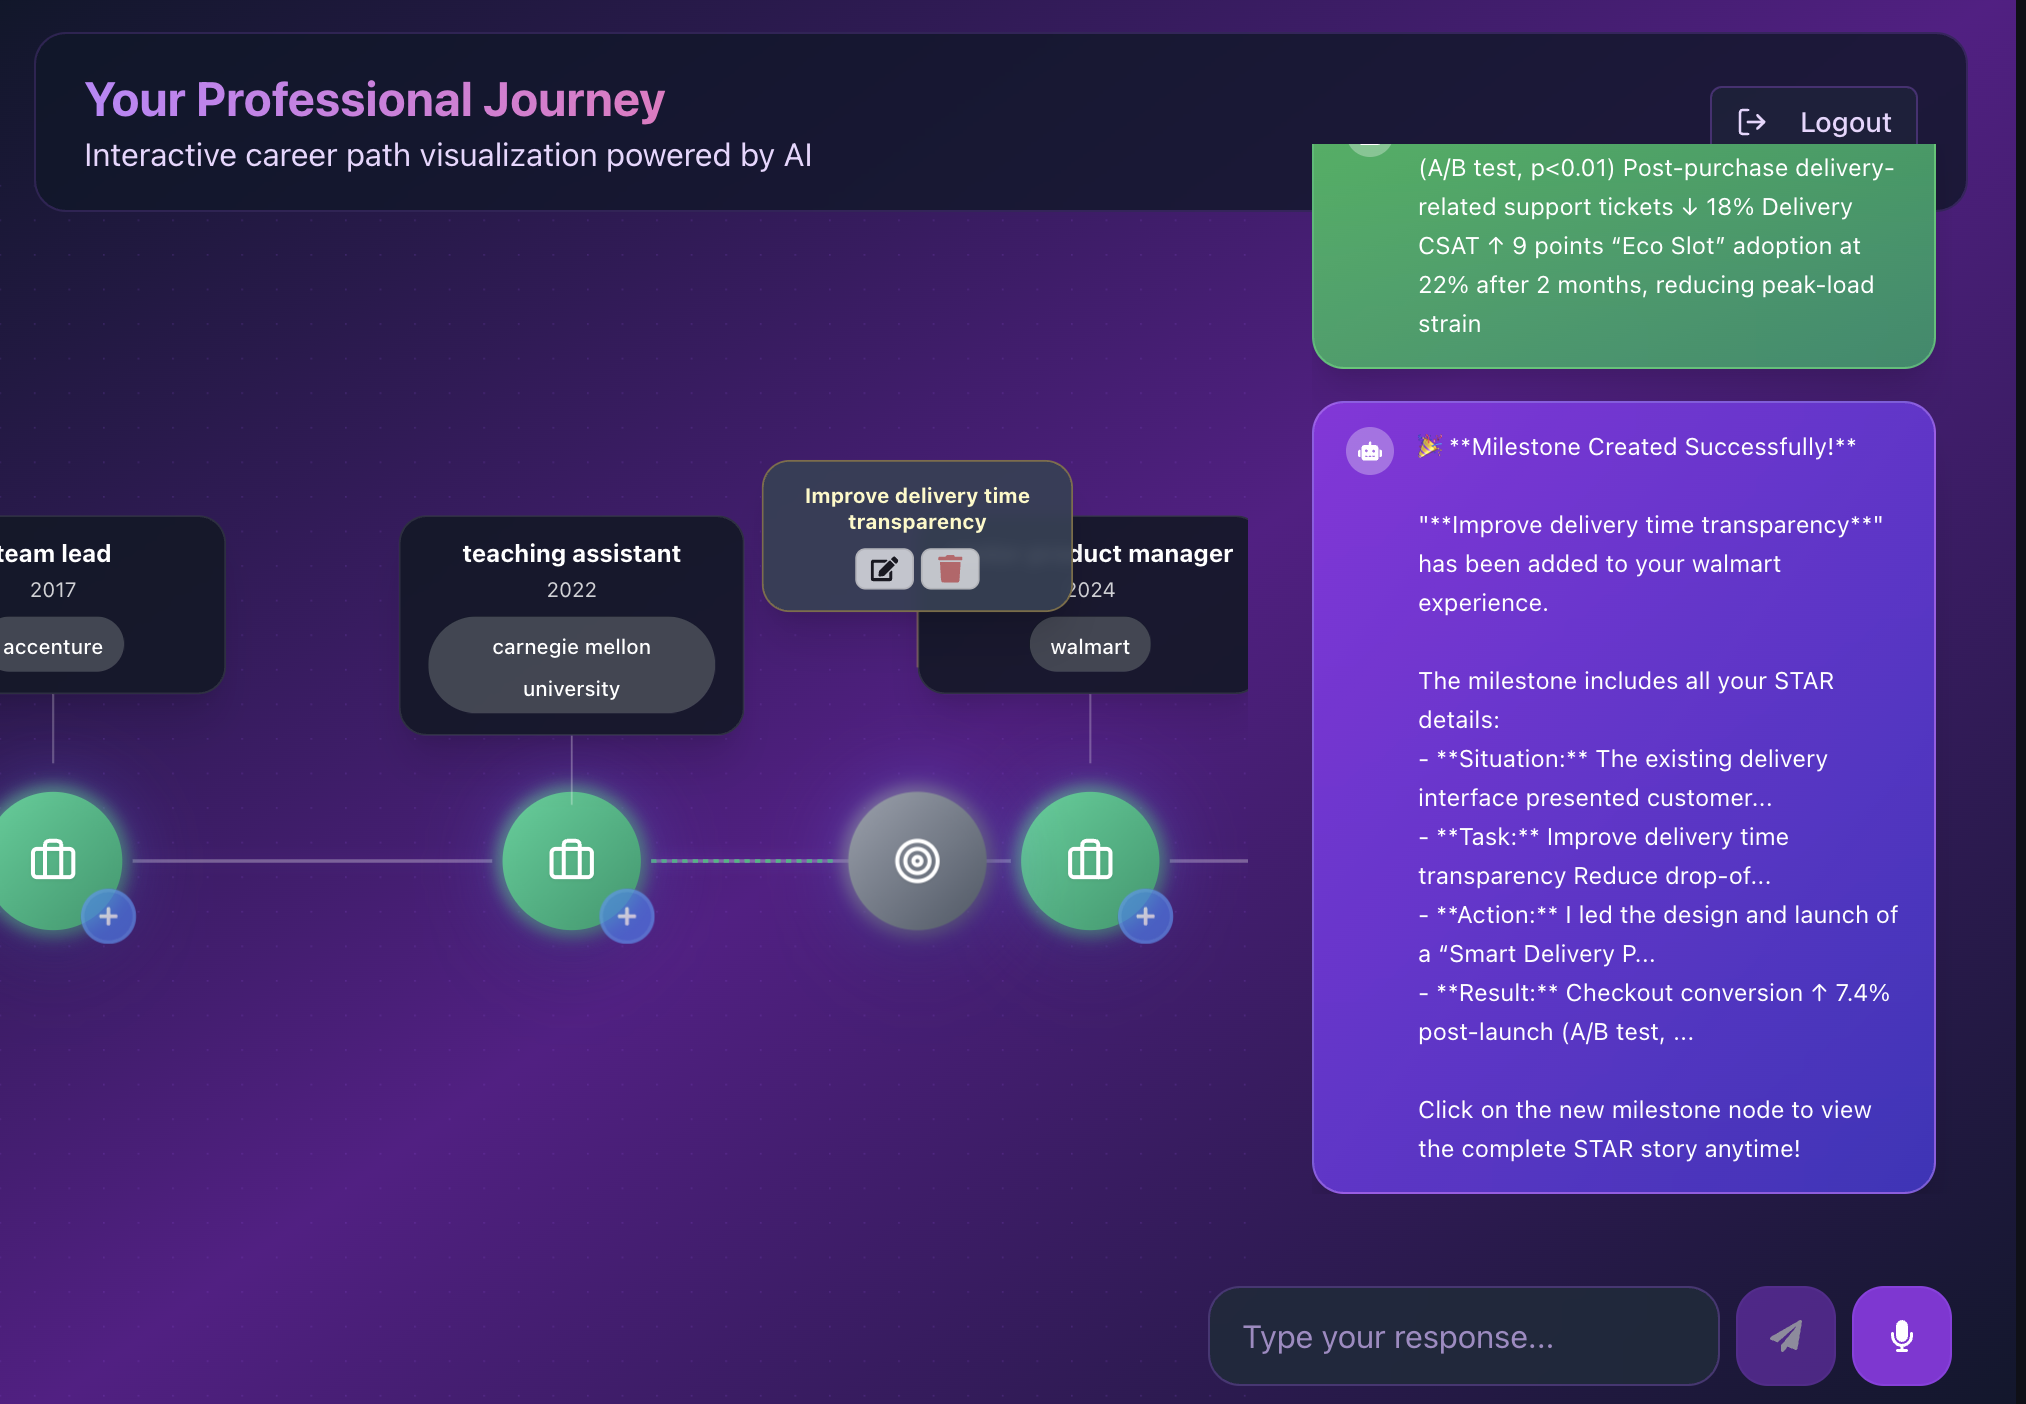 Your Professional Journey
Interactive career path visualization powered by AI
Logout
(A/B test, p<0.01) Post-purchase delivery-
related support tickets ↓ 18% Delivery
CSAT ↑ 9 points “Eco Slot” adoption at
22% after 2 months, reducing peak-load
strain
🎉 **Milestone Created Successfully!**
"**Improve delivery time transparency**"
has been added to your walmart
experience.
The milestone includes all your STAR
details:
- **Situation:** The existing delivery
interface presented customer...
- **Task:** Improve delivery time
transparency Reduce drop-of...
- **Action:** I led the design and launch of
a “Smart Delivery P...
- **Result:** Checkout conversion ↑ 7.4%
post-launch (A/B test, ...
Click on the new milestone node to view
the complete STAR story anytime!
team lead
2017
accenture
teaching assistant
2022
carnegie mellon
university
Improve delivery time
transparency
duct manager
2024
walmart
Type your response...